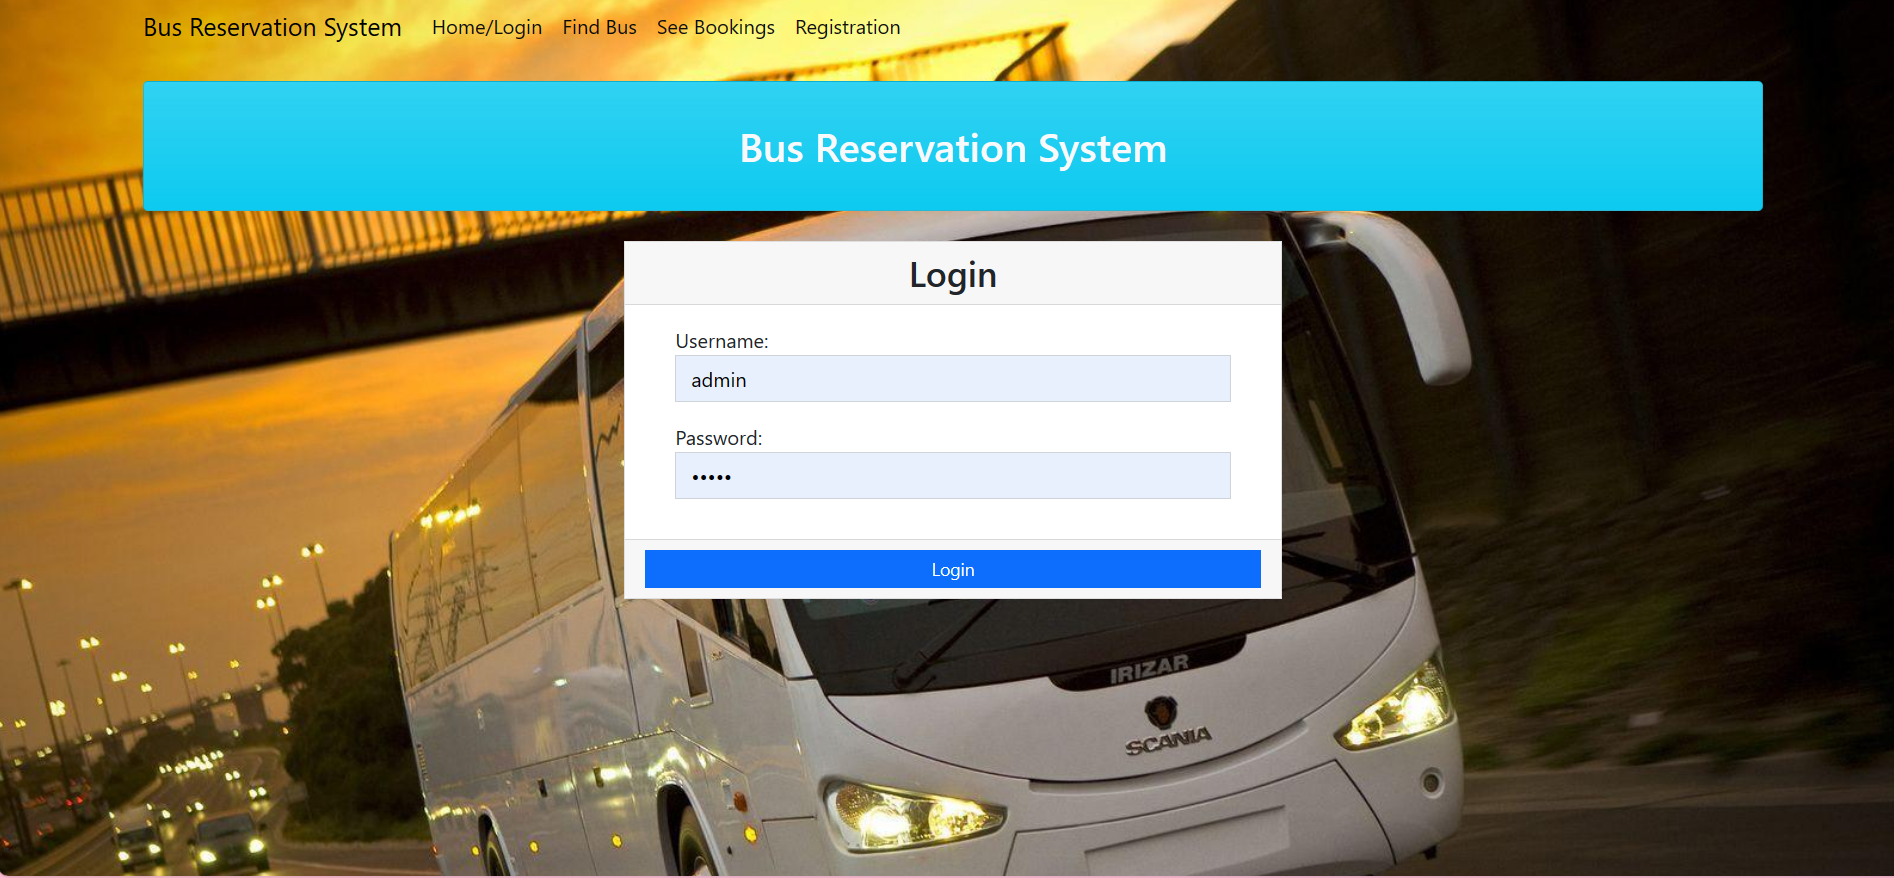 Bus Reservation System Home/Login Find Bus See Bookings Registration
Bus Reservation System
Login
Username:
admin
Password:
•••••
Login
IRIZAR
SCANIA